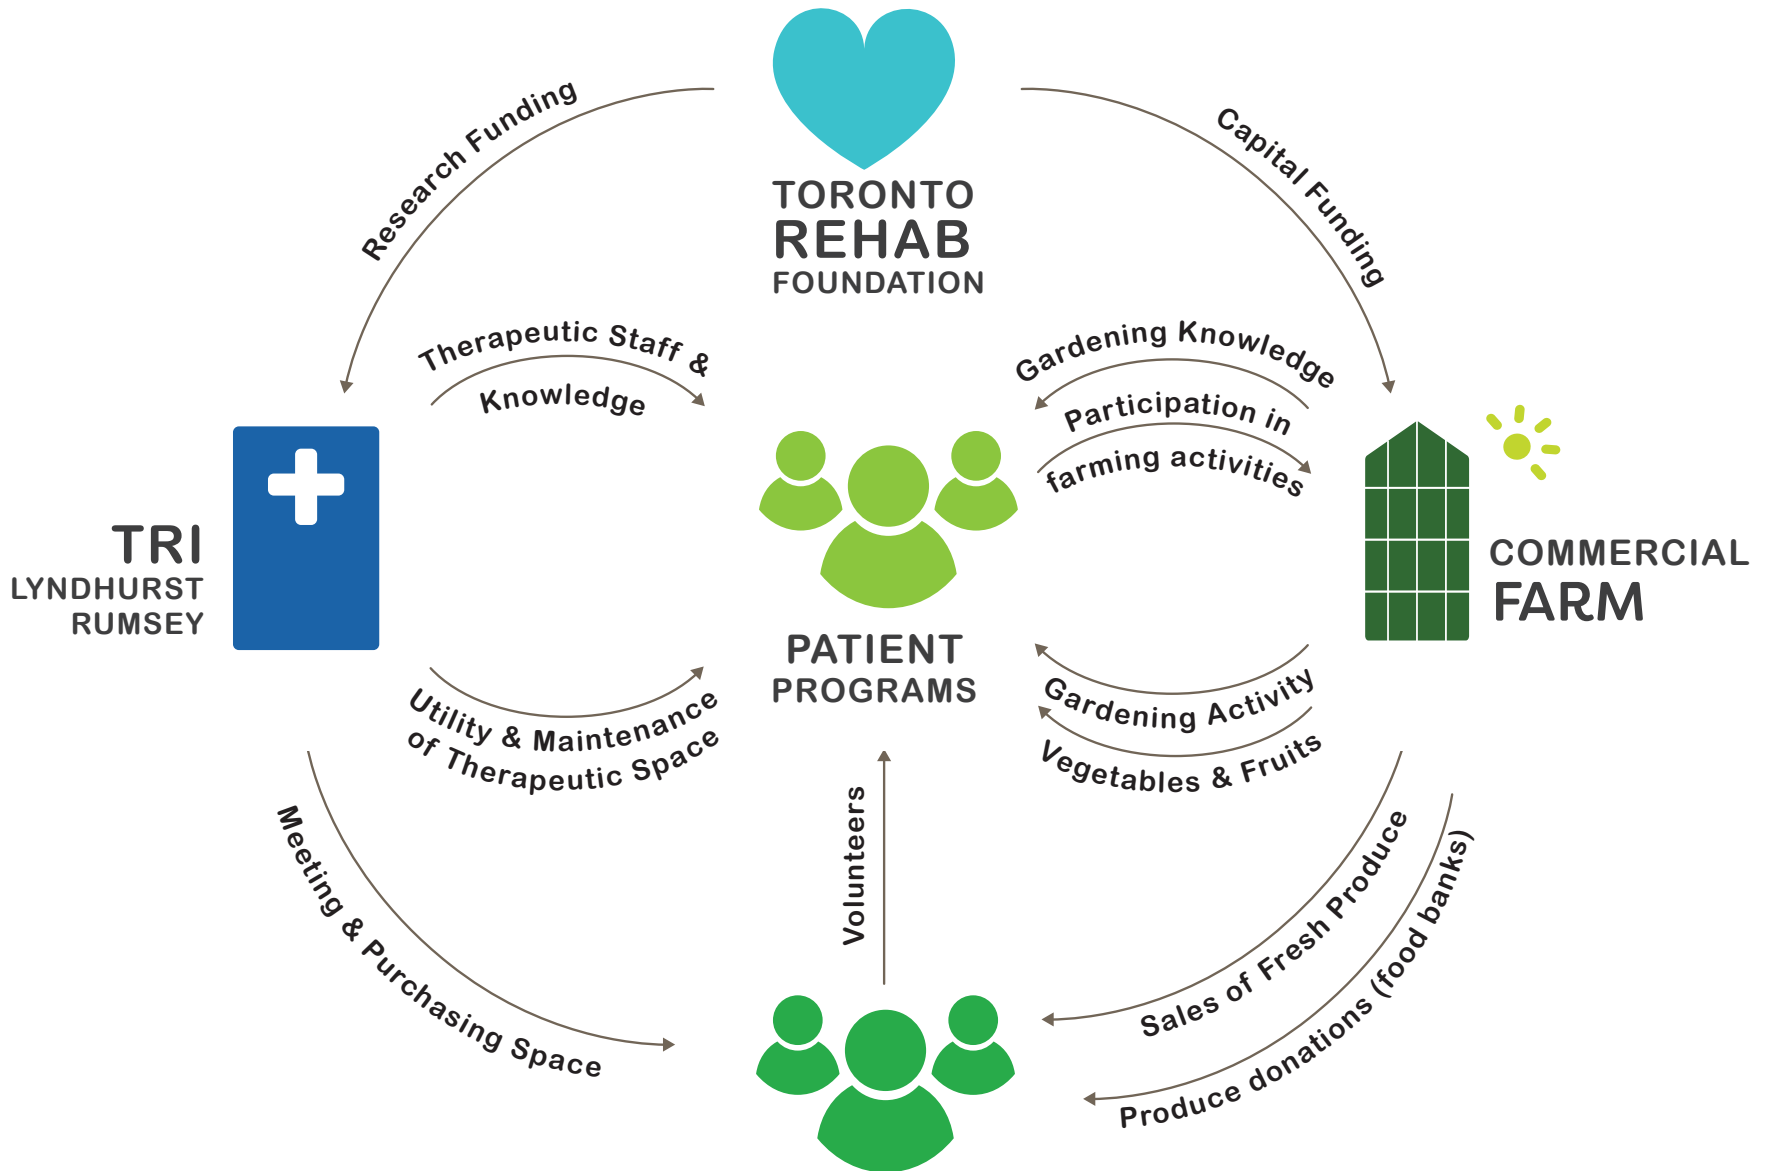 Research Funding
Capital Funding
TORONTO
REHAB
FOUNDATION
Therapeutic Staff &
Knowledge
Gardening Knowledge
Participation in
farming activities
TRI
LYNDHURST
RUMSEY
COMMERCIAL
FARM
PATIENT
PROGRAMS
Utility & Maintenance
of Therapeutic Space
Gardening Activity
Vegetables & Fruits
Volunteers
Meeting & Purchasing Space
Sales of Fresh Produce
Produce donations (food banks)